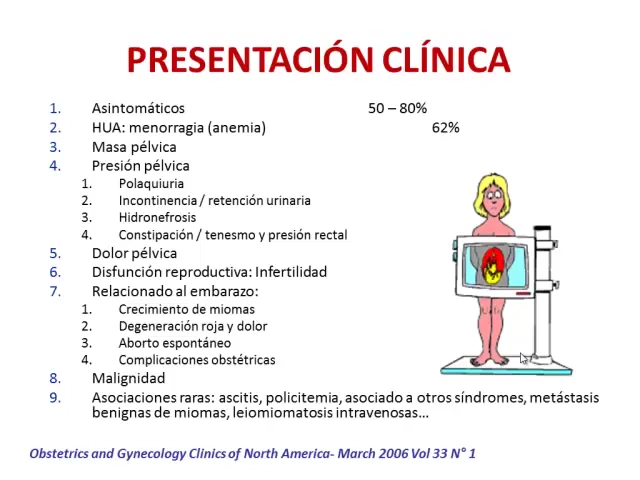 PRESENTACIÓN CLÍNICA
1. Asintomáticos 50 – 80%
2. HUA: menorragia (anemia) 62%
3. Masa pélvica
4. Presión pélvica
1. Polaquiuria
2. Incontinencia / retención urinaria
3. Hidronefrosis
4. Constipación / tenesmo y presión rectal
5. Dolor pélvica
6. Disfunción reproductiva: Infertilidad
7. Relacionado al embarazo:
1. Crecimiento de miomas
2. Degeneración roja y dolor
3. Aborto espontáneo
4. Complicaciones obstétricas
8. Malignidad
9. Asociaciones raras: ascitis, policitemia, asociado a otros síndromes, metástasis
benignas de miomas, leiomiomatosis intravenosas…
Obstetrics and Gynecology Clinics of North America- March 2006 Vol 33 N° 1